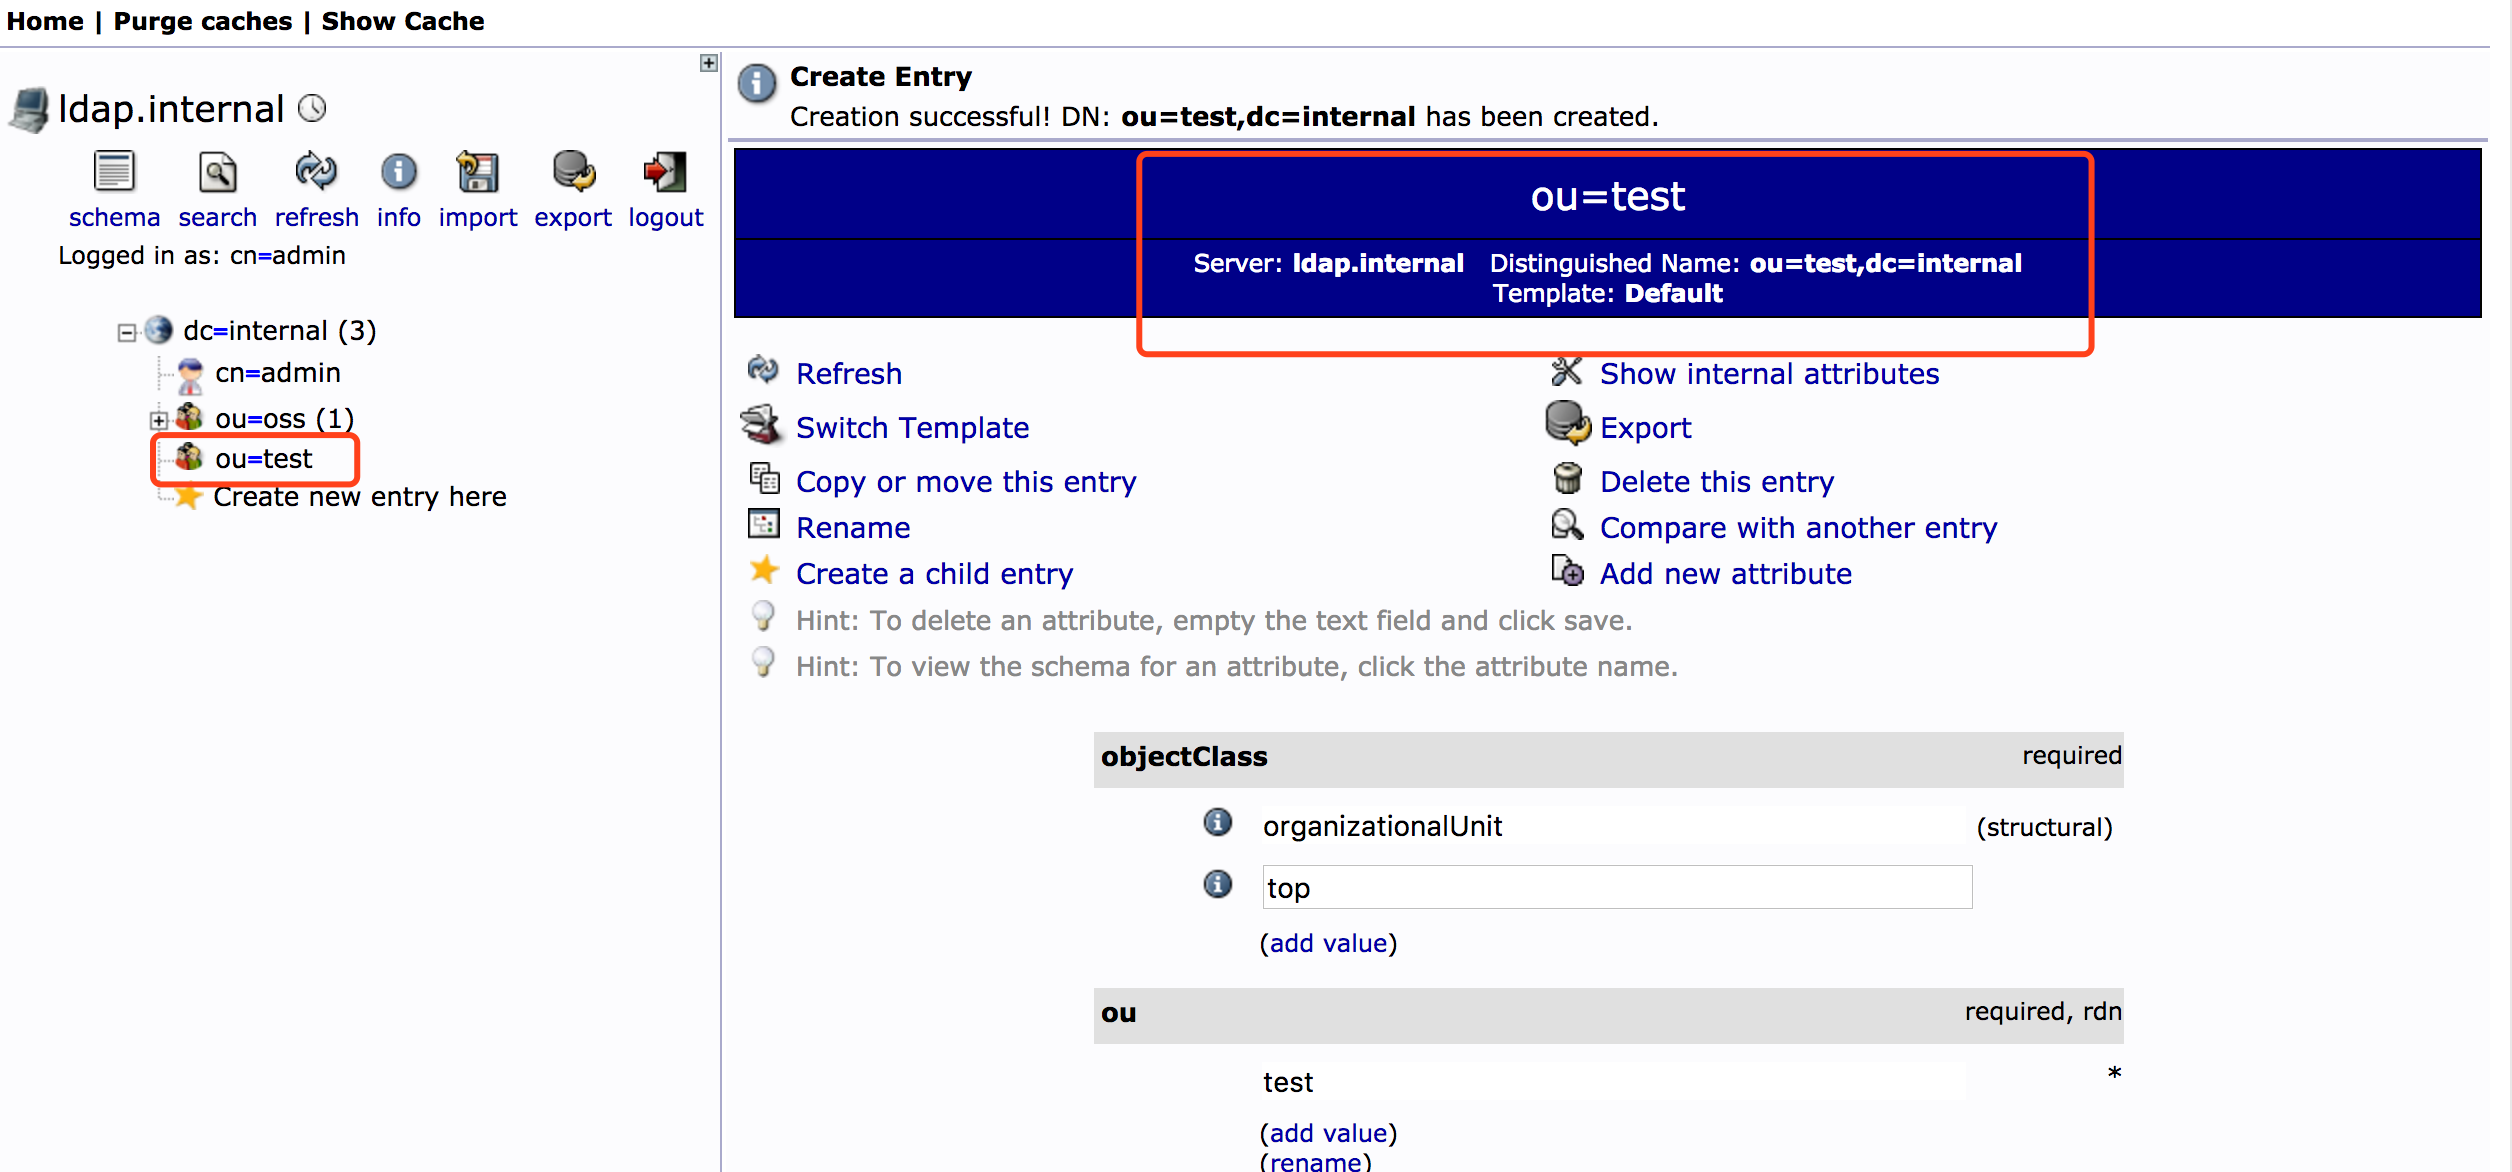 Home | Purge caches | Show Cache
ldap.internal
schema search refresh info import export logout
Logged in as: cn=admin
dc=internal (3)
cn=admin
ou=oss (1)
ou=test
Create new entry here
Create Entry
Creation successful! DN: ou=test,dc=internal has been created.
ou=test
Server: ldap.internal Distinguished Name: ou=test,dc=internal
Template: Default
Refresh
Show internal attributes
Switch Template
Export
Copy or move this entry
Delete this entry
Rename
Compare with another entry
Create a child entry
Add new attribute
Hint: To delete an attribute, empty the text field and click save.
Hint: To view the schema for an attribute, click the attribute name.
objectClass required
organizationalUnit (structural)
top
(add value)
ou required, rdn
test *
(add value)
(rename)